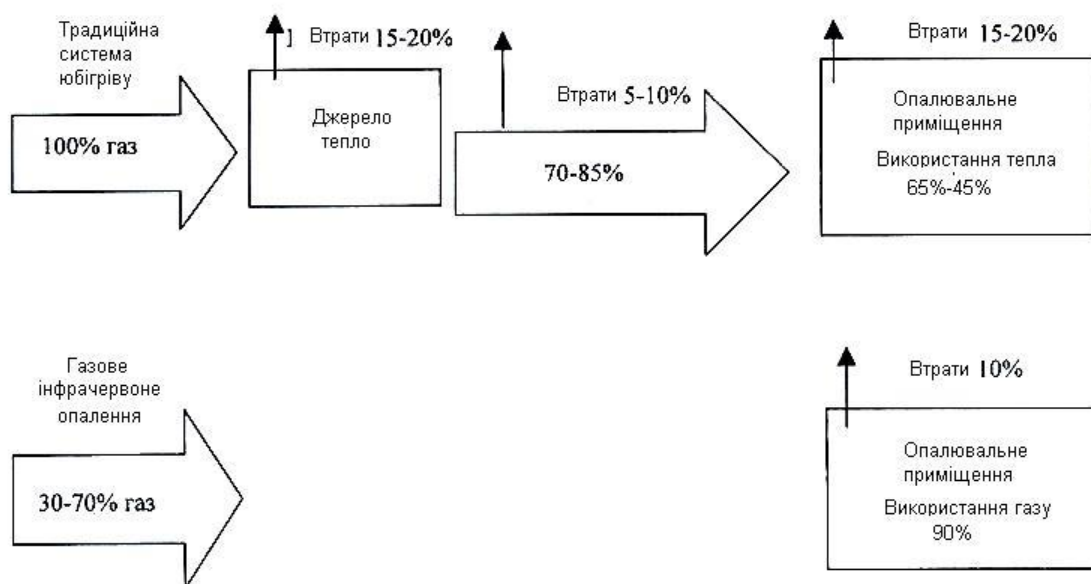 Традиційна
система
юбігріву
100% газ
] Втрати 15-20%
Джерело
тепло
Втрати 5-10%
70-85%
Втрати 15-20%
Опалювальне
приміщення
Використання тепла
65%-45%
Газове
інфрачервоне
опалення
30-70% газ
Втрати 10%
Опалювальне
приміщення
Використання газу
90%